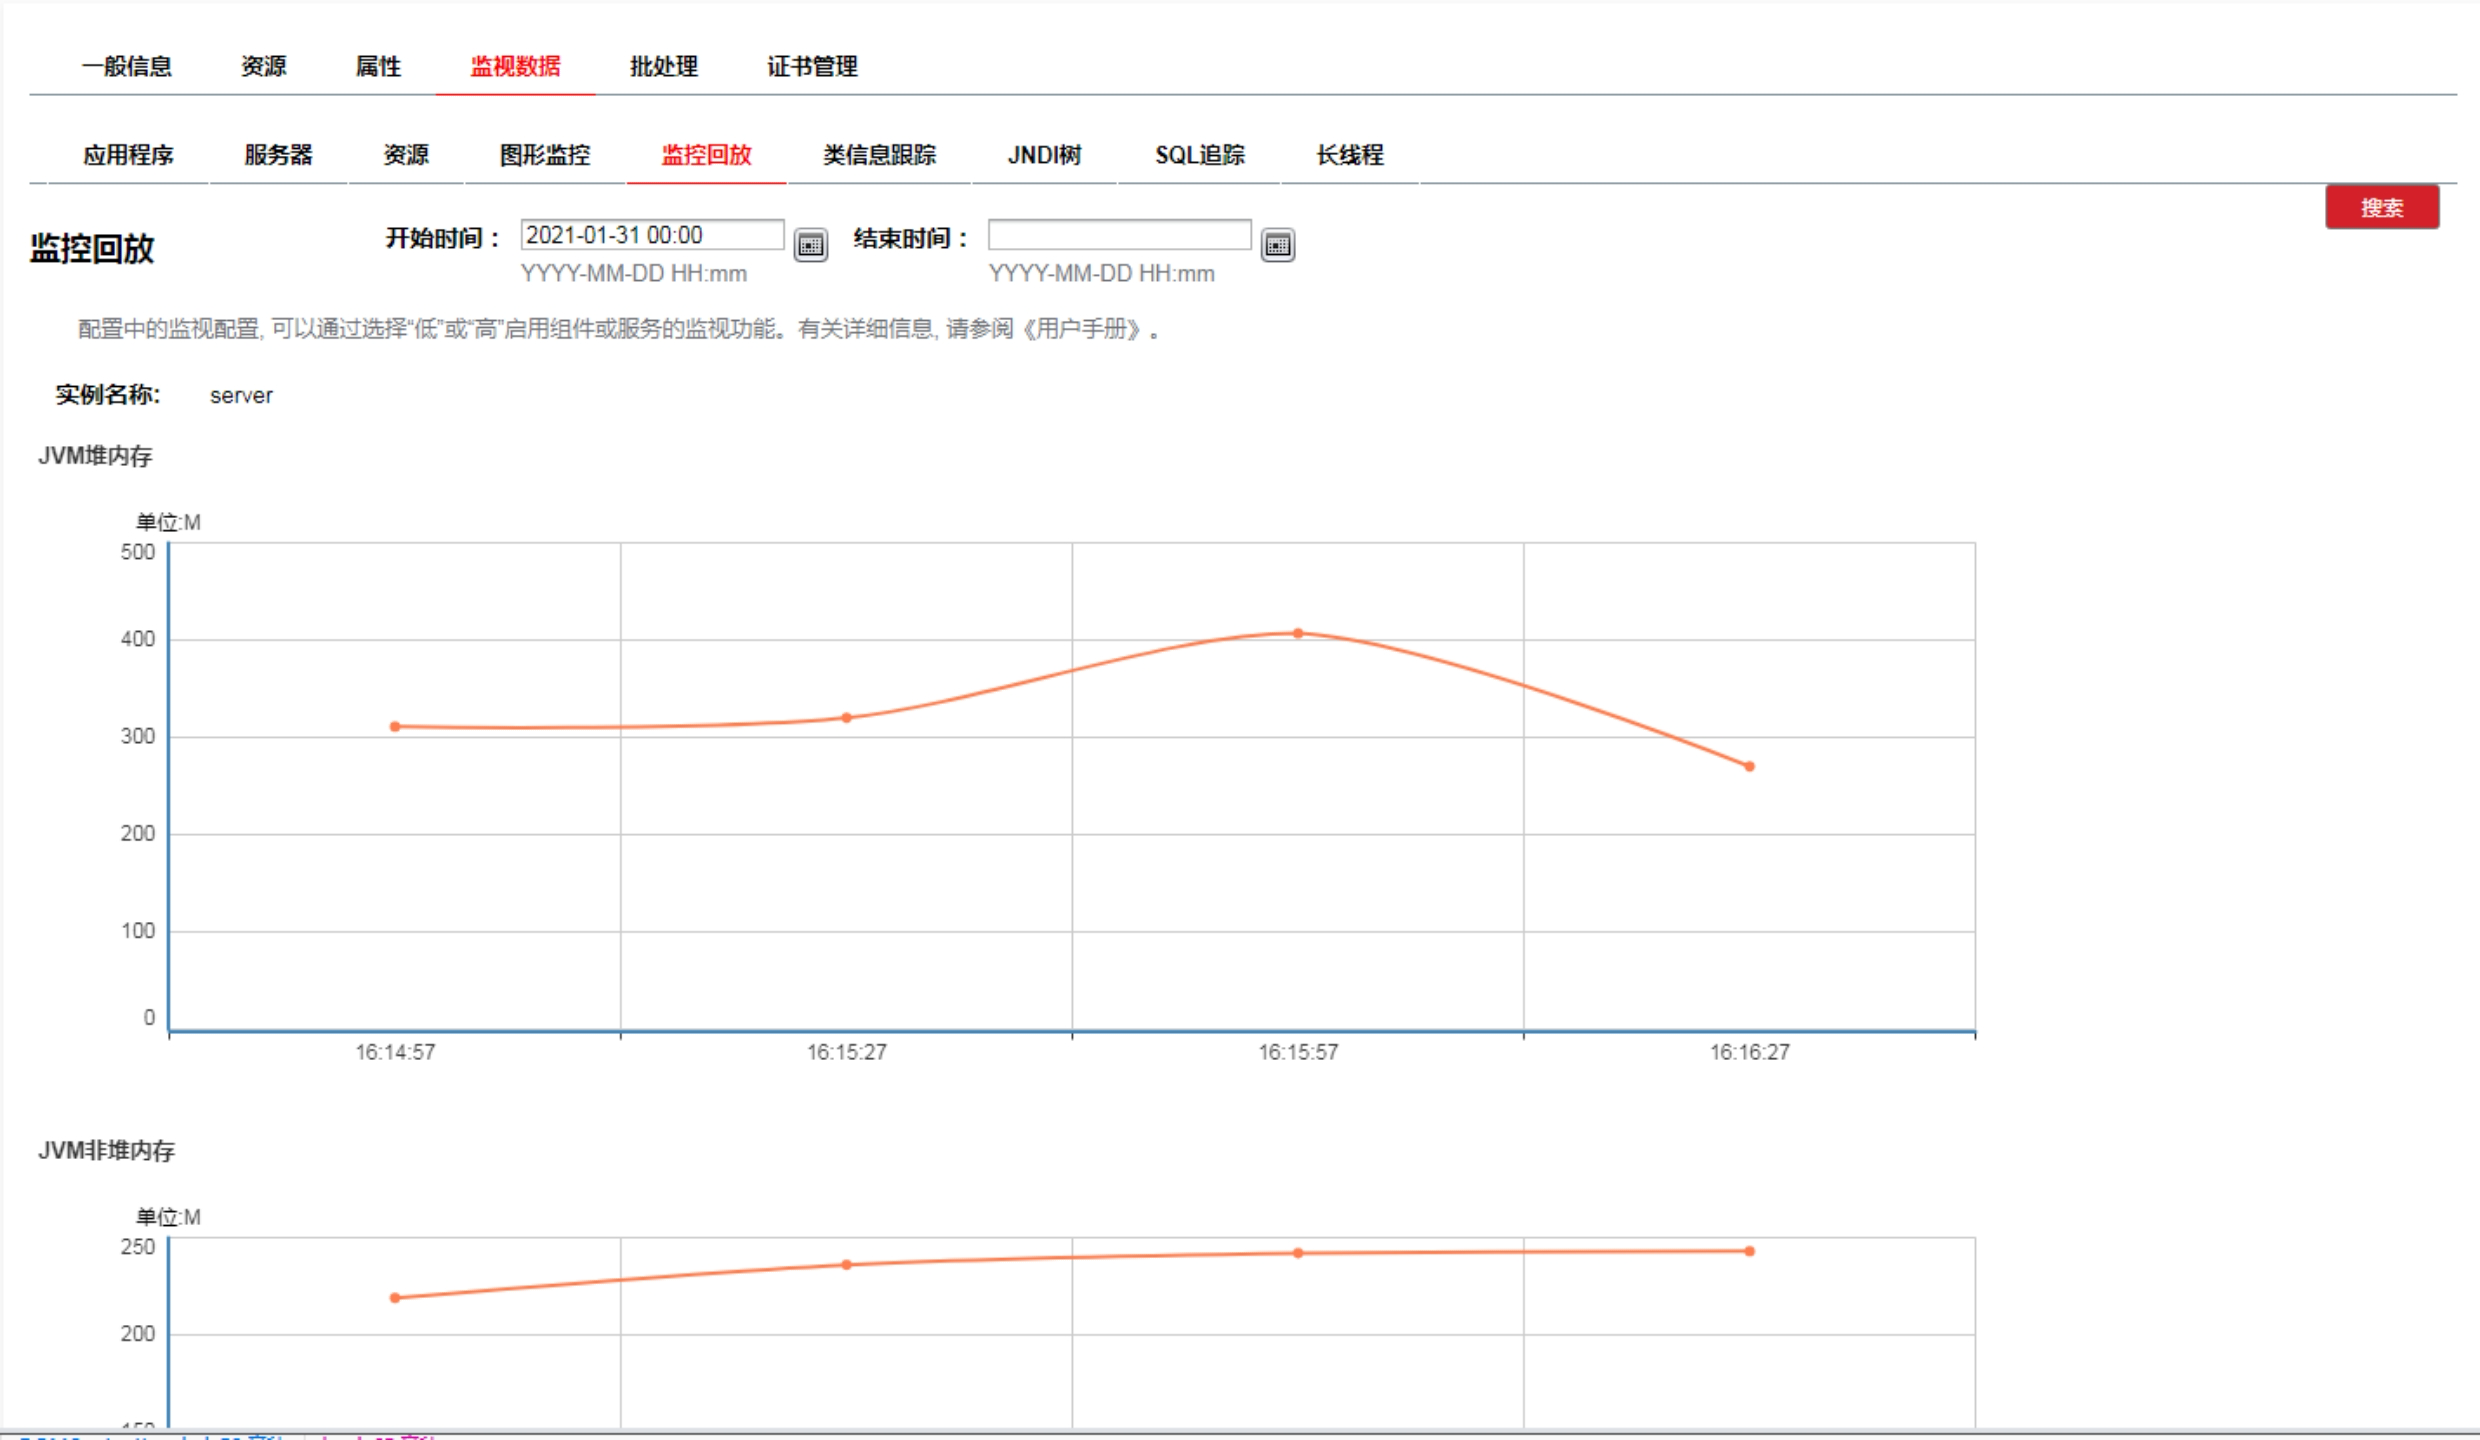 一般信息 资源 属性 监视数据 批处理 证书管理
应用程序 服务器 资源 图形监控 监控回放 类信息跟踪 JNDI树 SQL追踪 长线程
搜索
监控回放 开始时间： 2021-01-31 00:00 结束时间：
YYYY-MM-DD HH:mm YYYY-MM-DD HH:mm
配置中的监视配置, 可以通过选择“低”或“高”启用组件或服务的监视功能。有关详细信息, 请参阅《用户手册》。
实例名称: server
JVM堆内存
单位:M
500
400
300
200
100
0
16:14:57 16:15:27 16:15:57 16:16:27
JVM非堆内存
单位:M
250
200